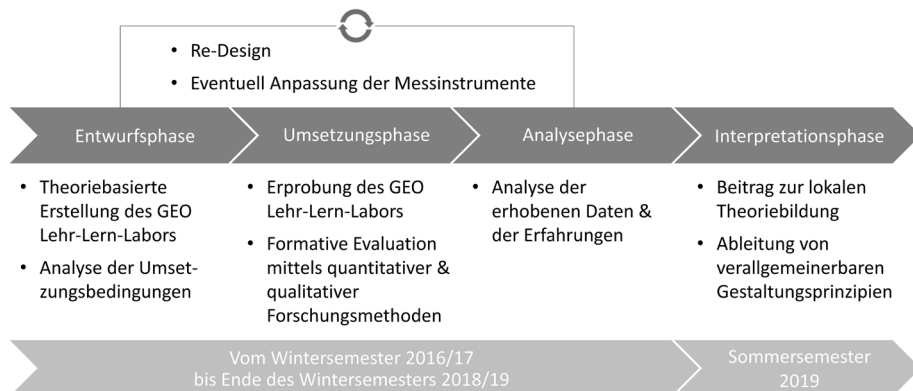 • Re-Design
• Eventuell Anpassung der Messinstrumente
Entwurfsphase
Umsetzungsphase
Analysephase
Interpretationsphase
• Theoriebasierte
Erstellung des GEO
Lehr-Lern-Labors
• Analyse der Umset-
zungsbedingungen
• Erprobung des GEO
Lehr-Lern-Labors
• Formative Evaluation
mittels quantitativer &
qualitativer
Forschungsmethoden
• Analyse der
erhobenen Daten &
der Erfahrungen
• Beitrag zur lokalen
Theoriebildung
• Ableitung von
verallgemeinerbaren
Gestaltungsprinzipien
Vom Wintersemester 2016/17
bis Ende des Wintersemesters 2018/19
Sommersemester
2019